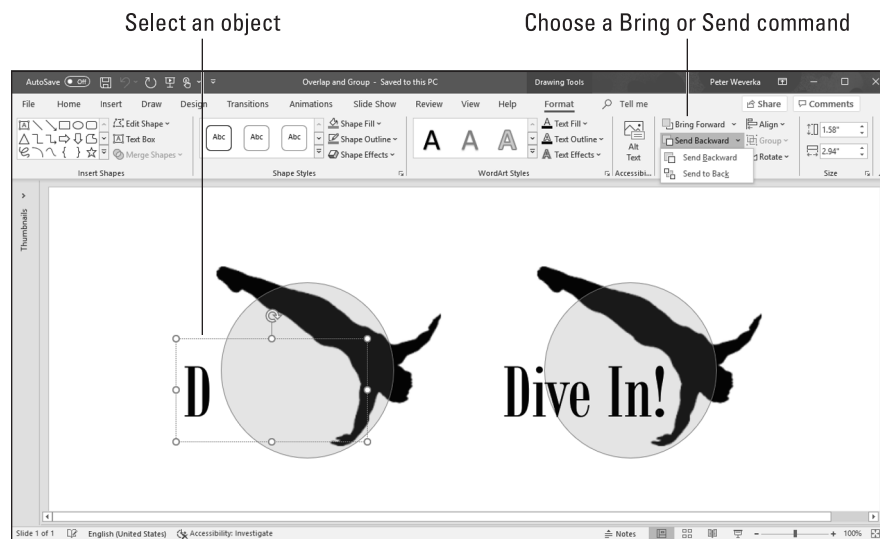 Select an object
Choose a Bring or Send command
AutoSave Off
Overlap and Group - Saved to this PC
Drawing Tools
Peter Weverka
File Home Insert Draw Design Transitions Animations Slide Show Review View Help Format Tell me
Share Comments
Edit Shape
Text Box
Merge Shapes
Insert Shapes
Abc Abc Abc
Shape Fill
Shape Outline
Shape Effects
Shape Styles
A A A
Text Fill
Text Outline
Text Effects
WordArt Styles
Alt
Text
Accessibi...
Bring Forward
Send Backward
Send Backward
Send to Back
Align
Group
Rotate
1.58"
2.94"
Size
Thumbnails
D
Dive In!
Slide 1 of 1 English (United States) Accessibility: Investigate Notes 100%